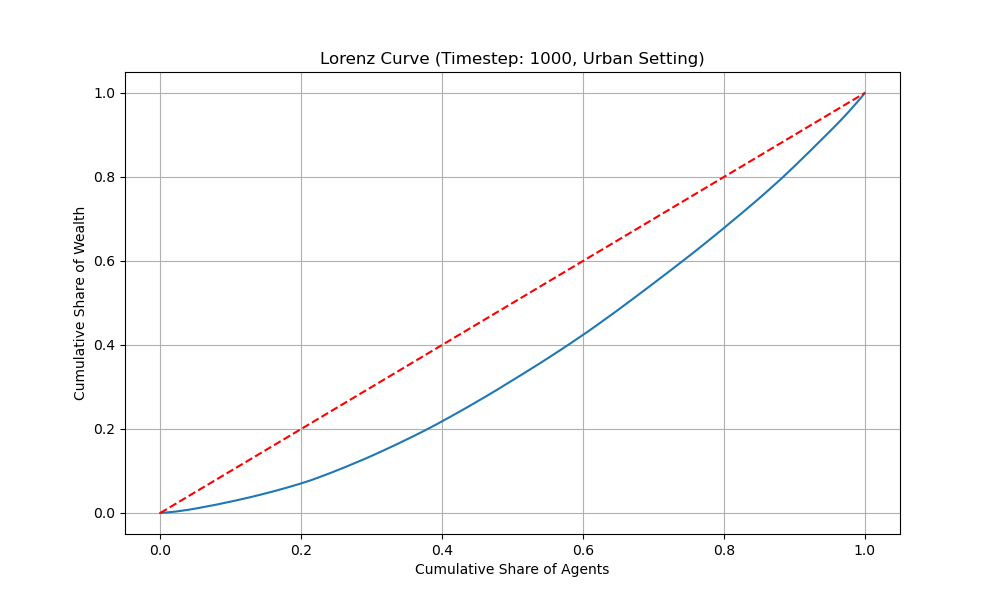 Lorenz Curve (Timestep: 1000, Urban Setting)
Cumulative Share of Wealth
1.0
0.8
0.6
0.4
0.2
0.0
0.0 0.2 0.4 0.6 0.8 1.0
Cumulative Share of Agents